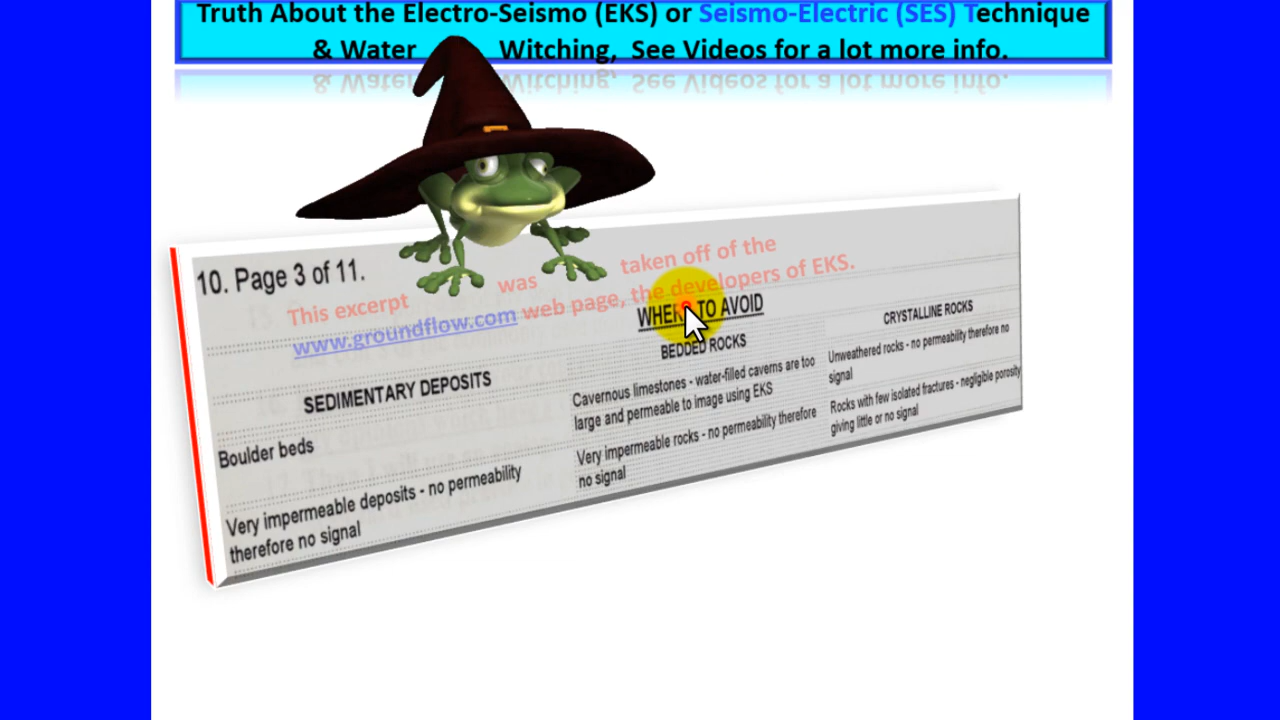 Truth About the Electro-Seismo (EKS) or Seismo-Electric (SES) Technique
& Water Witching, See Videos for a lot more info.
10. Page 3 of 11.
This excerpt was taken off of the
www.groundflow.com web page, the developers of EKS.
WHERE TO AVOID
SEDIMENTARY DEPOSITS
Boulder beds
Very impermeable deposits - no permeability
therefore no signal
BEDDED ROCKS
Cavernous limestones - water-filled caverns are too
large and permeable to image using EKS
Very impermeable rocks - no permeability therefore
no signal
CRYSTALLINE ROCKS
Unweathered rocks - no permeability therefore no
signal
Rocks with few isolated fractures - negligible porosity
giving little or no signal